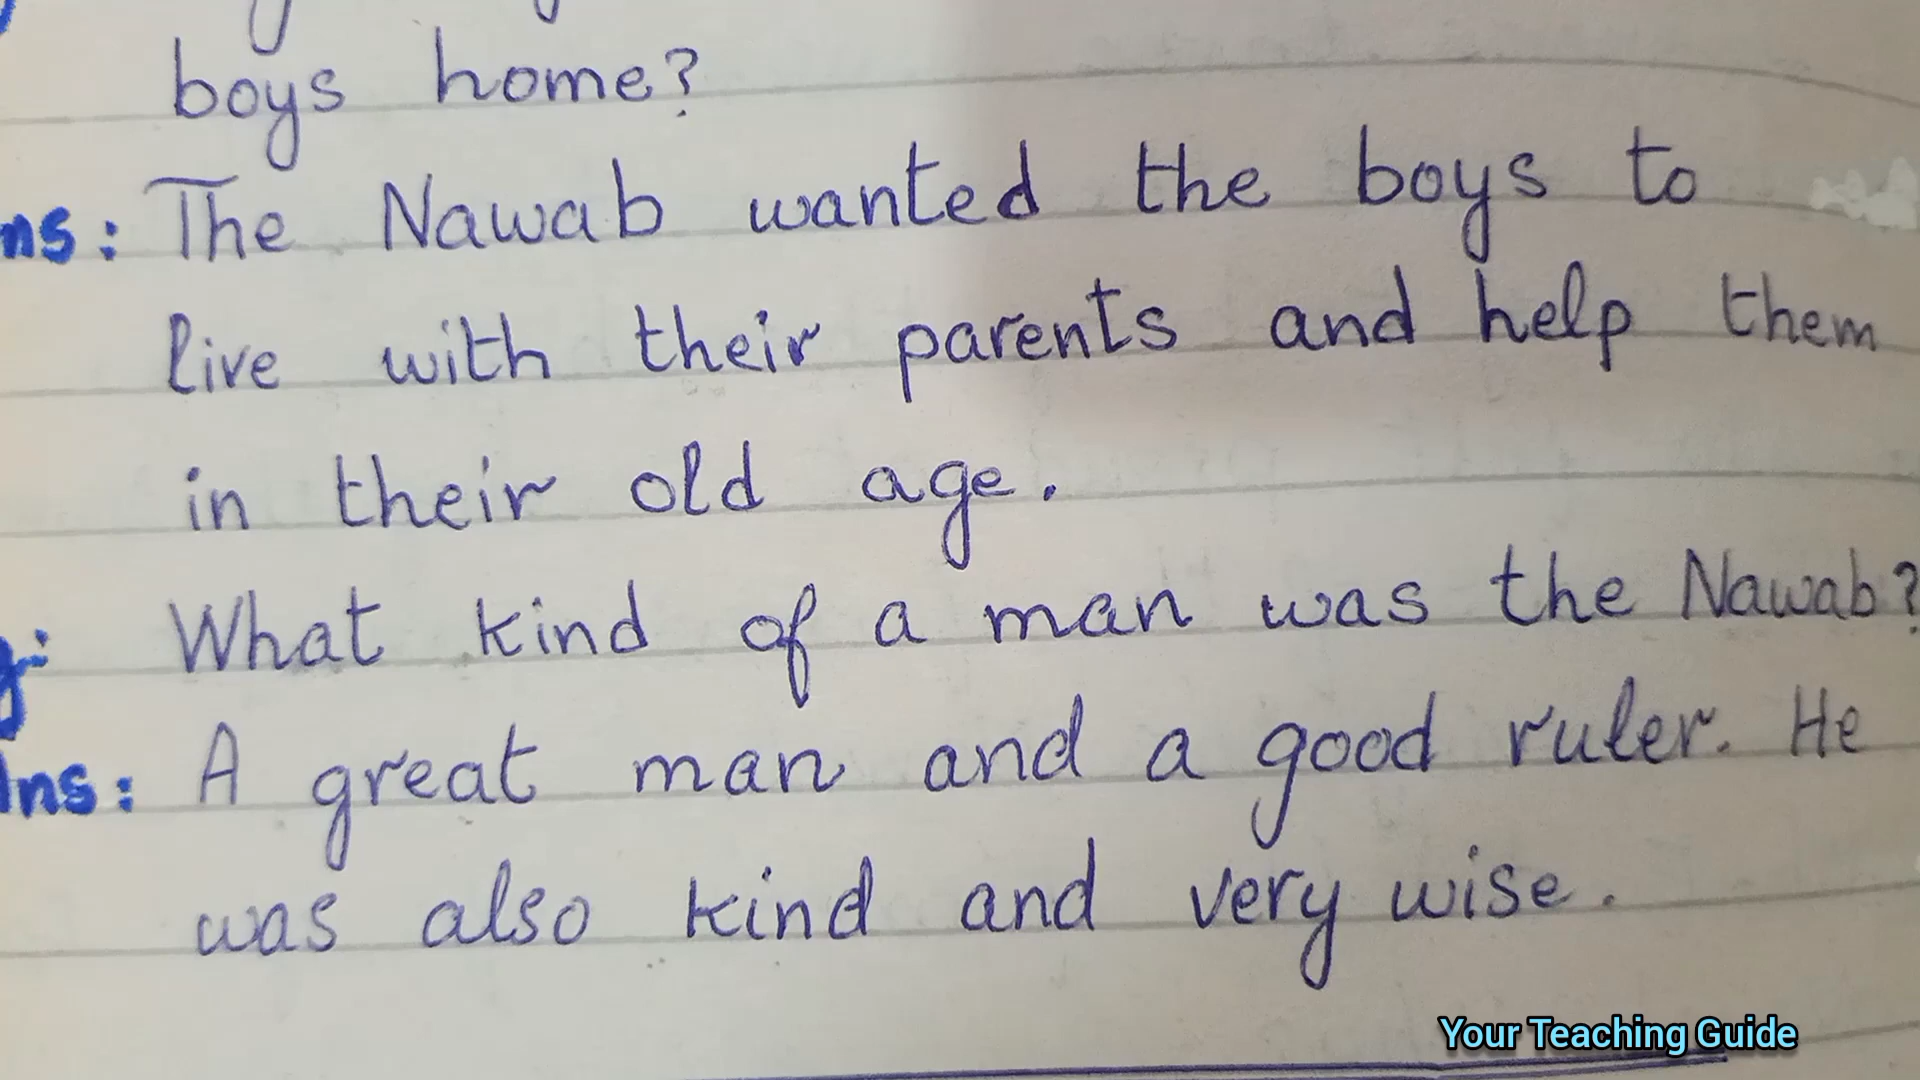 boys home?
ns: The Nawab wanted the boys to
live with their parents and help them
in their old age.
g: What kind of a man was the Nawab?
Ans: A great man and a good ruler. He
was also kind and very wise.
Your Teaching Guide